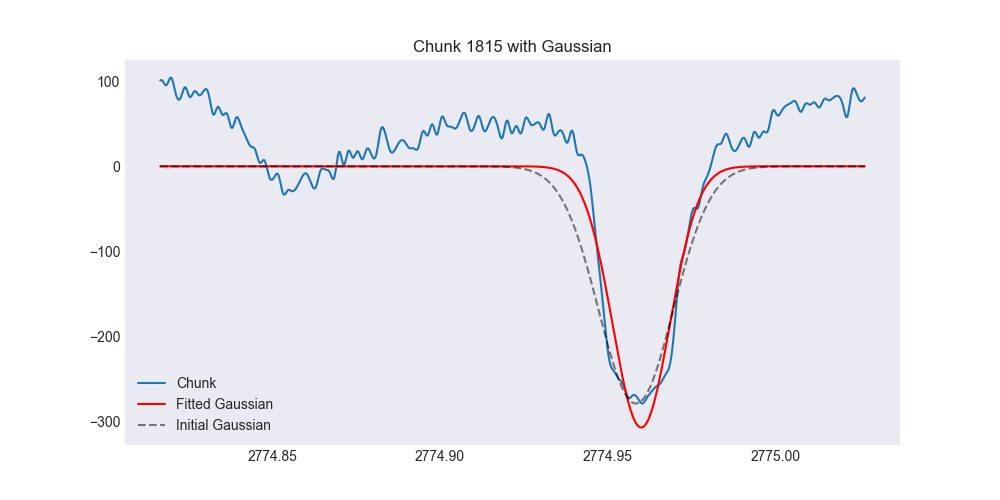 Chunk 1815 with Gaussian
100
0
−100
−200
−300
Chunk
Fitted Gaussian
Initial Gaussian
2774.85 2774.90 2774.95 2775.00